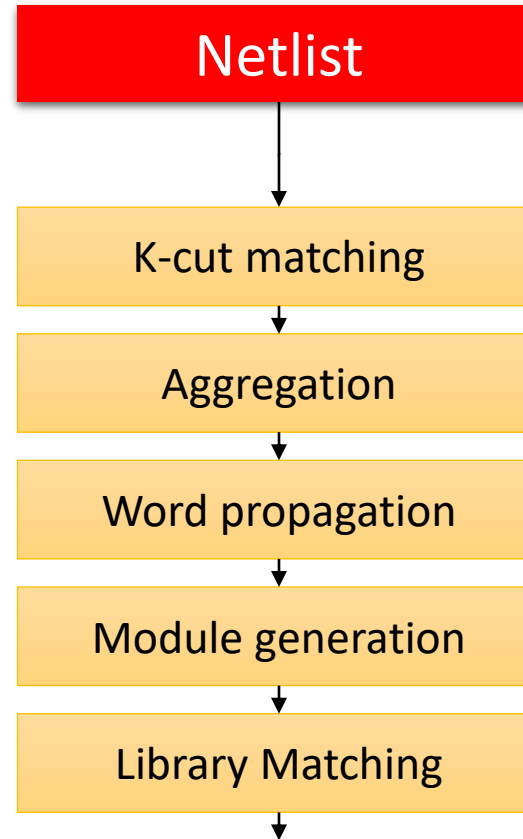 Netlist
K-cut matching
Aggregation
Word propagation
Module generation
Library Matching